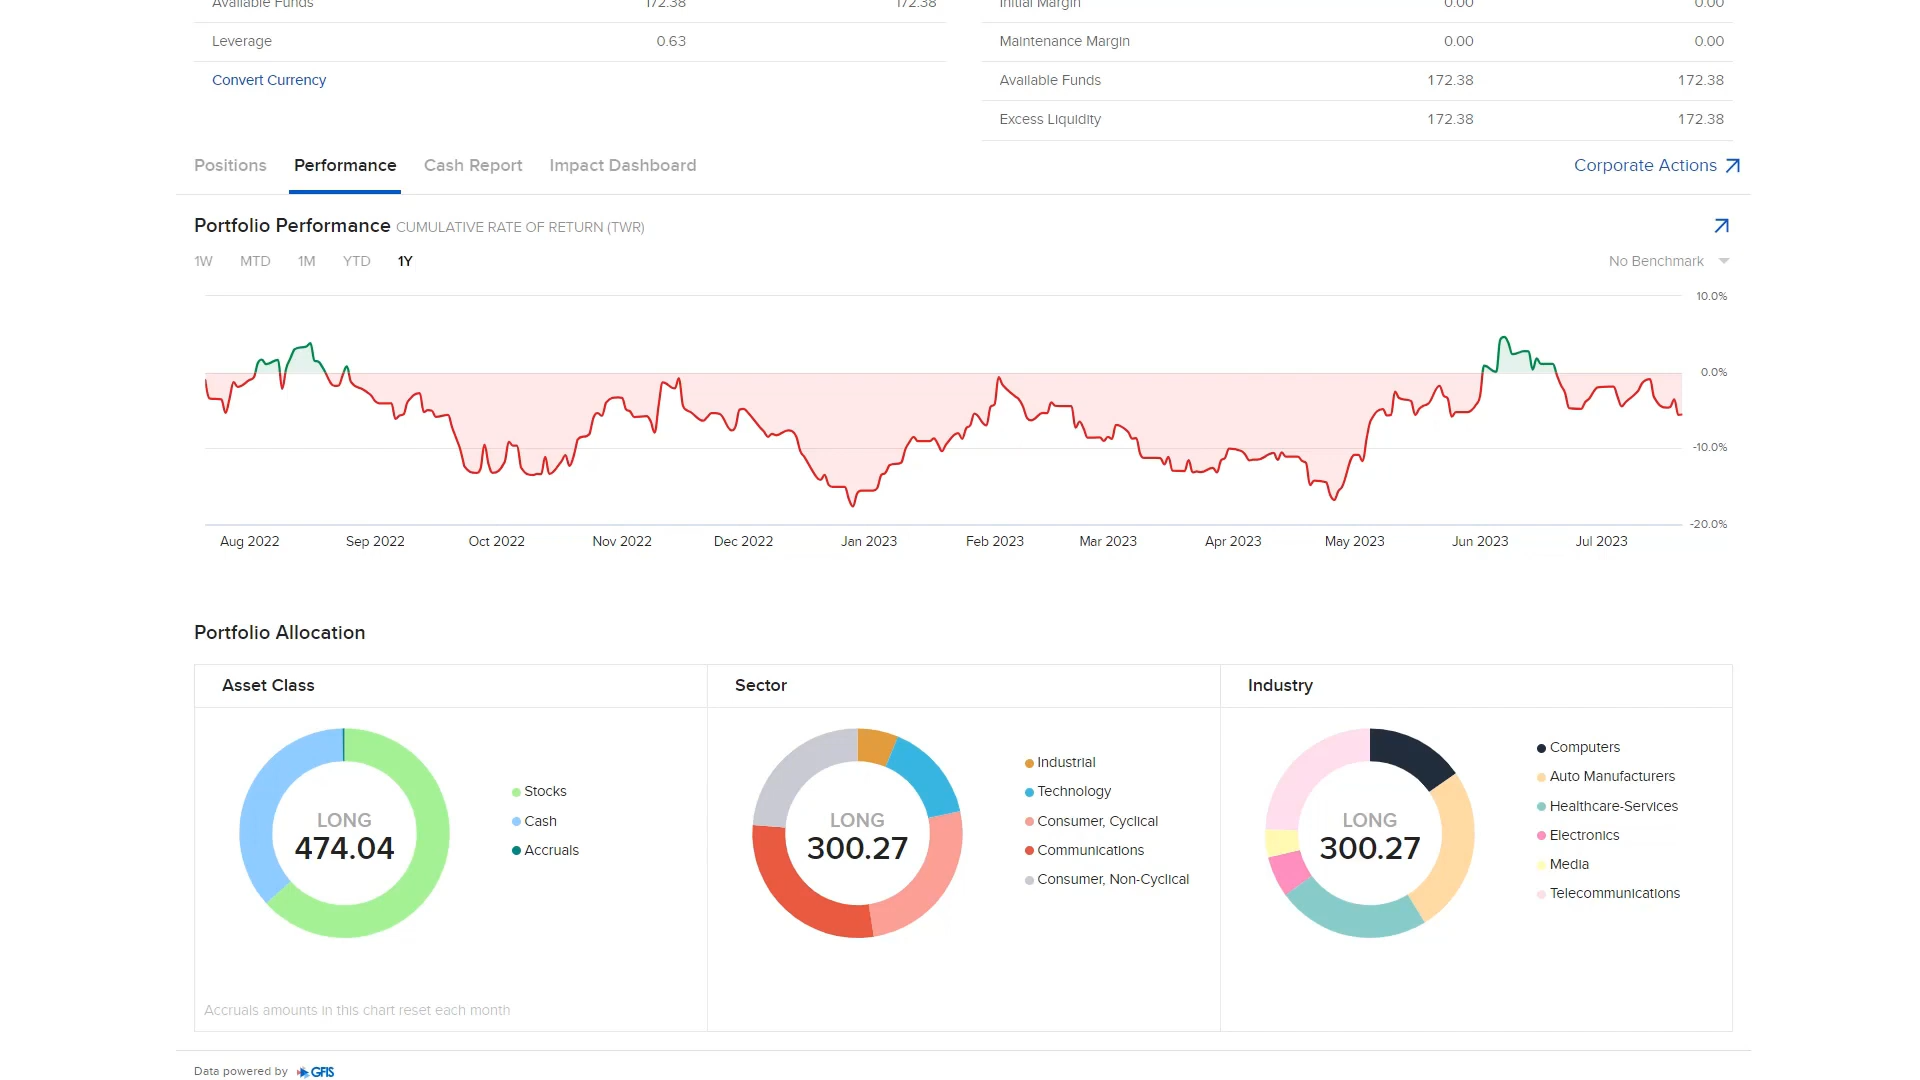 Available Funds 172.38 172.38
Initial Margin 0.00 0.00
Leverage 0.63
Maintenance Margin 0.00 0.00
Convert Currency
Available Funds 172.38 172.38
Excess Liquidity 172.38 172.38
Positions Performance Cash Report Impact Dashboard
Corporate Actions
Portfolio Performance CUMULATIVE RATE OF RETURN (TWR)
1W MTD 1M YTD 1Y
No Benchmark
10.0%
0.0%
-10.0%
-20.0%
Aug 2022 Sep 2022 Oct 2022 Nov 2022 Dec 2022 Jan 2023 Feb 2023 Mar 2023 Apr 2023 May 2023 Jun 2023 Jul 2023
Portfolio Allocation
Asset Class
LONG
474.04
Stocks
Cash
Accruals
Accruals amounts in this chart reset each month
Sector
LONG
300.27
Industrial
Technology
Consumer, Cyclical
Communications
Consumer, Non-Cyclical
Industry
LONG
300.27
Computers
Auto Manufacturers
Healthcare-Services
Electronics
Media
Telecommunications
Data powered by GFIS